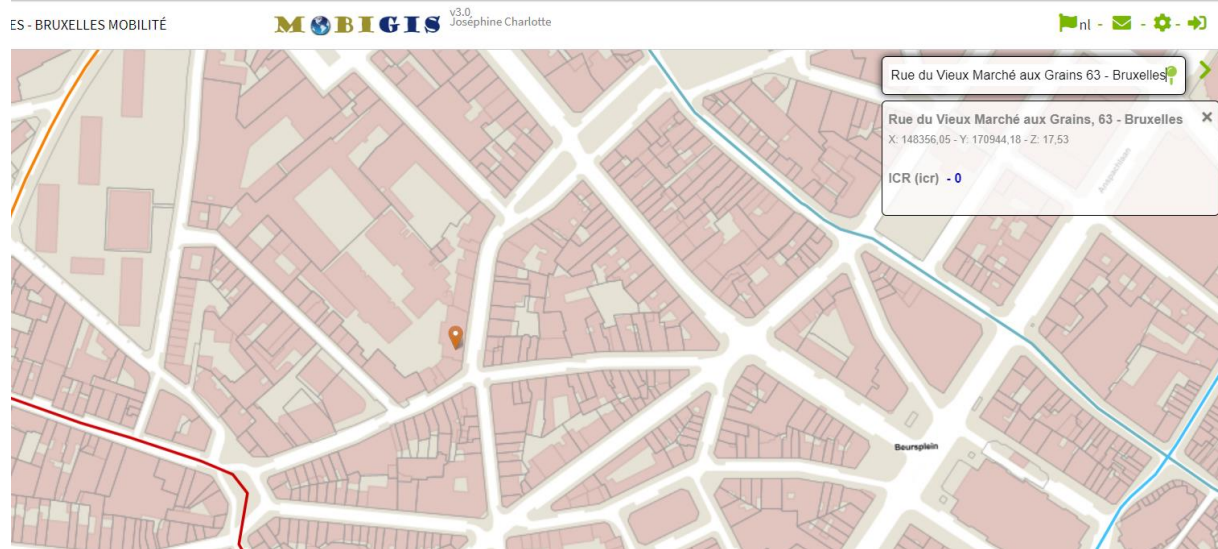 ES - BRUXELLES MOBILITÉ
MOBIGIS
v3.0
Joséphine Charlotte
nl - - -
Rue du Vieux Marché aux Grains 63 - Bruxelles
Rue du Vieux Marché aux Grains, 63 - Bruxelles
X: 148356,05 - Y: 170944,18 - Z: 17,53
ICR (icr) - 0
Anspachlaan
Beursplein